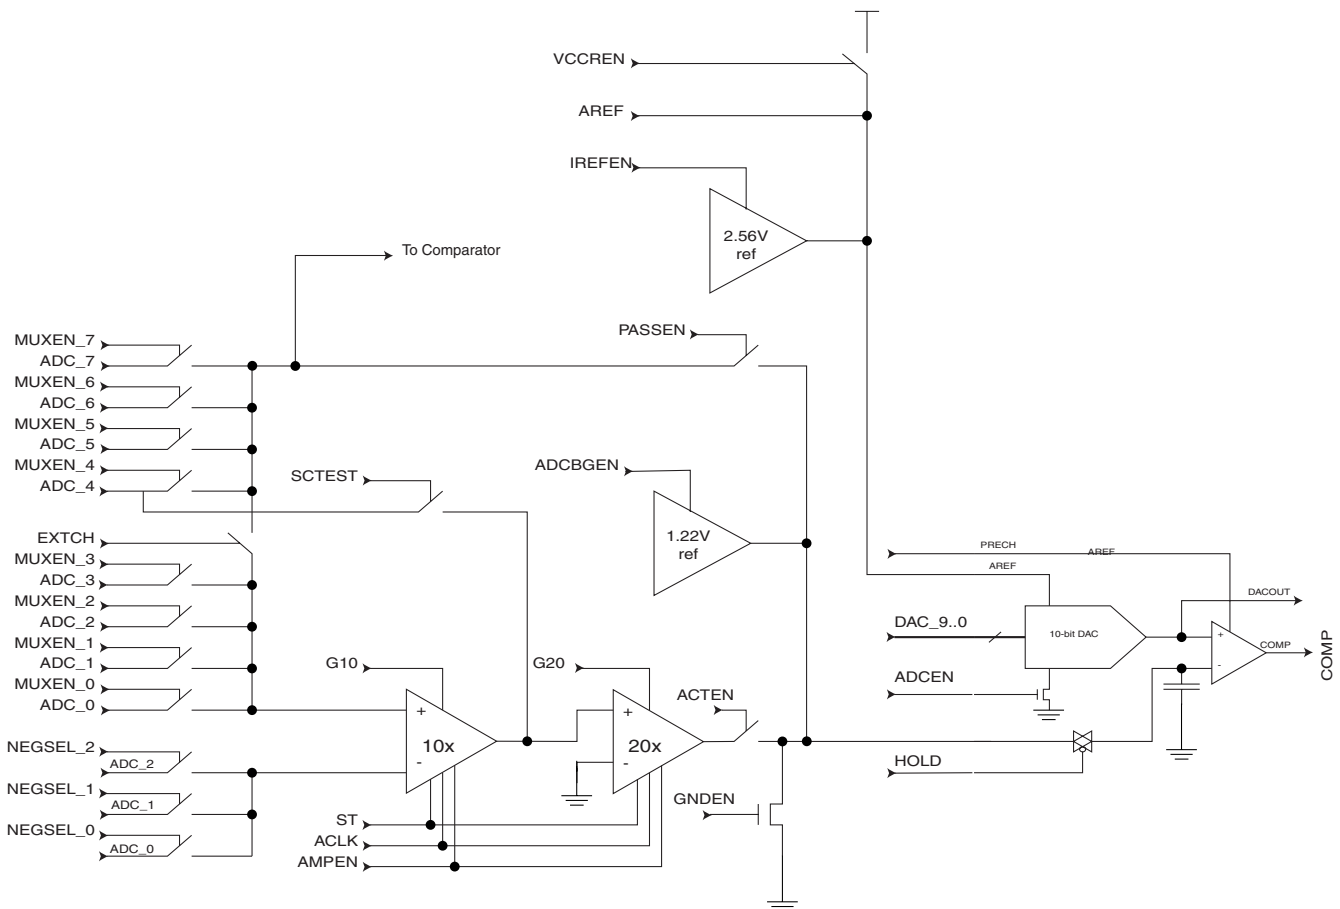 VCCREN
AREF
IREFEN
2.56V
ref
To Comparator
PASSEN
MUXEN_7
ADC_7
MUXEN_6
ADC_6
MUXEN_5
ADC_5
MUXEN_4
ADC_4
SCTEST
ADCBGEN
1.22V
ref
EXTCH
MUXEN_3
ADC_3
MUXEN_2
ADC_2
MUXEN_1
ADC_1
MUXEN_0
ADC_0
PRECH
AREF
AREF
DACOUT
DAC_9..0
10-bit DAC
+
-
COMP
COMP
ADCEN
G10
G20
ACTEN
+
10x
-
+
20x
-
HOLD
NEGSEL_2
ADC_2
NEGSEL_1
ADC_1
NEGSEL_0
ADC_0
ST
ACLK
AMPEN
GNDEN